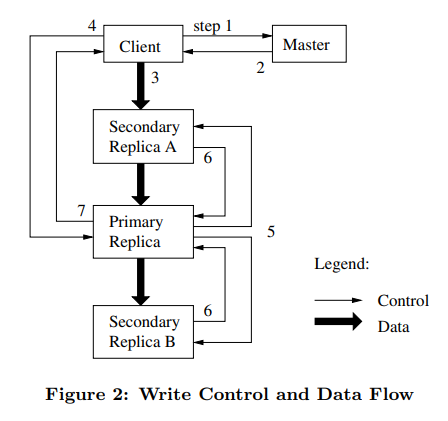 4
step 1
Client
Master
2
3
Secondary
Replica A
6
7
Primary
Replica
5
Legend:
6
Control
Secondary
Replica B
Data
Figure 2: Write Control and Data Flow